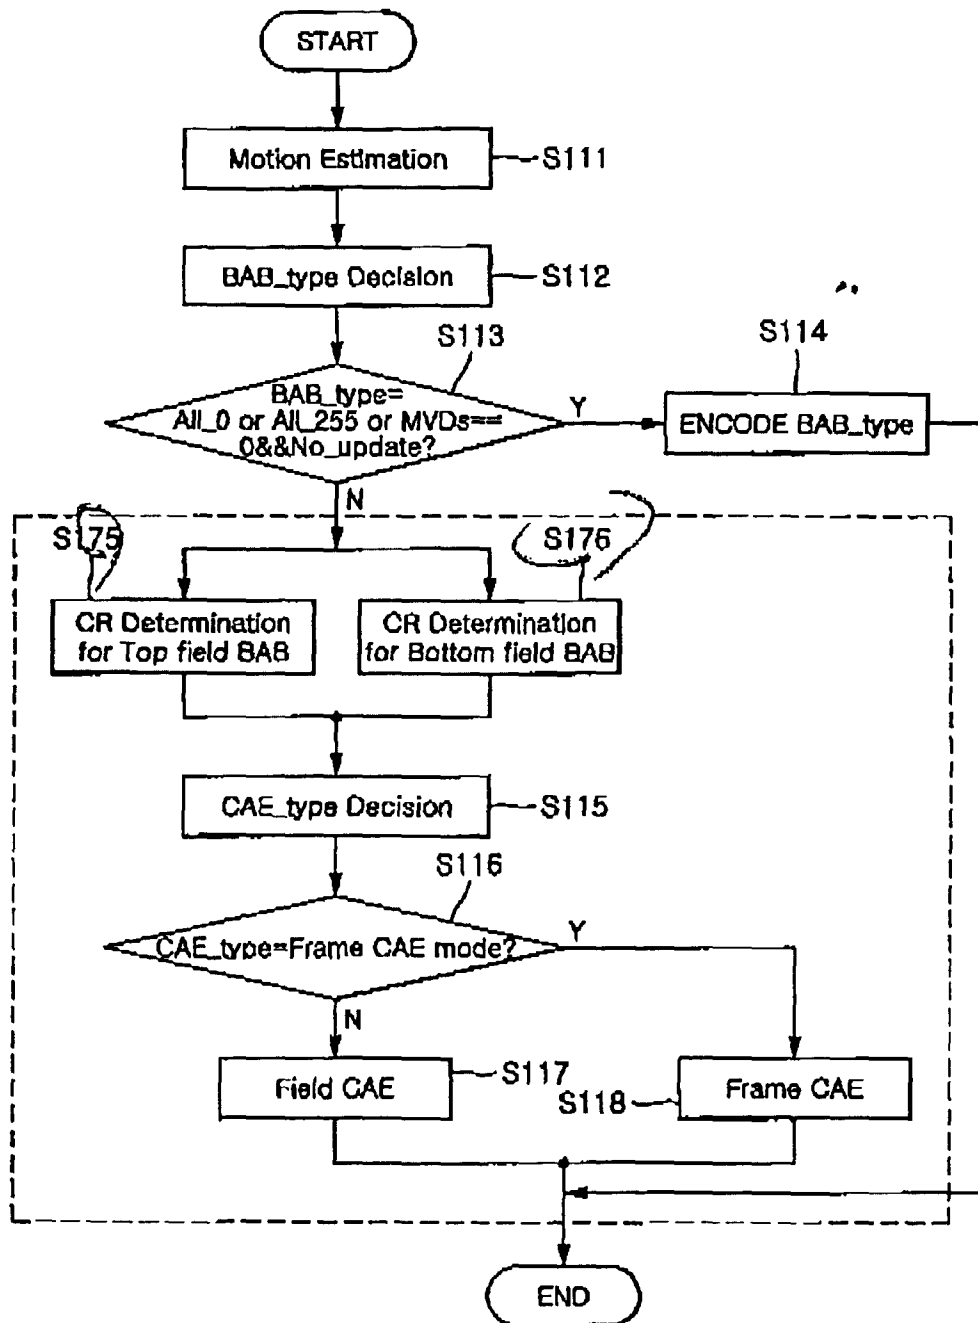 START
Motion Estimation
S111
BAB_type Decision
S112
S113
BAB_type=
All_0 or All_255 or MVDs==
0&&No_update?
Y
S114
ENCODE BAB_type
N
S175
S176
CR Determination
for Top field BAB
CR Determination
for Bottom field BAB
CAE_type Decision
S115
S116
CAE_type=Frame CAE mode?
Y
N
Field CAE
S117
S118
Frame CAE
END